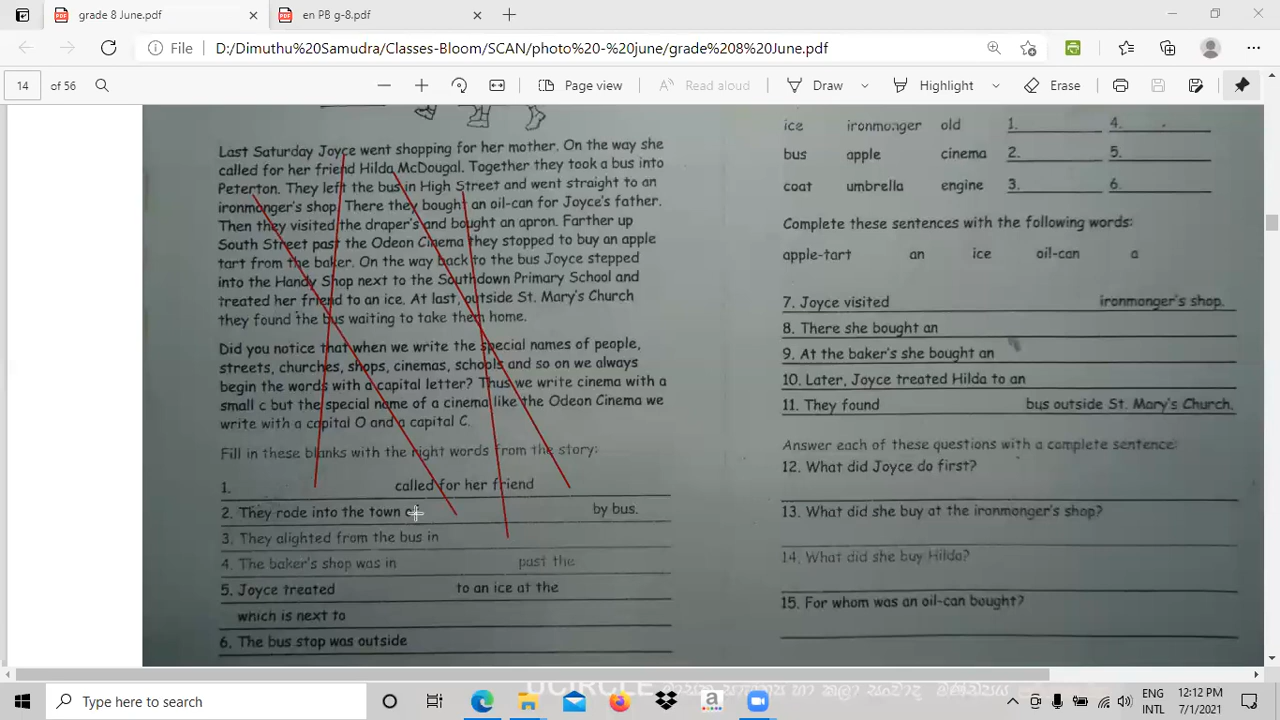 grade 8 June.pdf
en PB g-8.pdf
File
D:/Dimuthu%20Samudra/Classes-Bloom/SCAN/photo%20-%20june/grade%208%20June.pdf
14 of 56
Page view
Read aloud
Draw
Highlight
Erase
Last Saturday Joyce went shopping for her mother. On the way she
called for her friend Hilda McDougal. Together they took a bus into
Peterton. They left the bus in High Street and went straight to an
ironmonger's shop. There they bought an oil-can for Joyce's father.
Then they visited the draper's and bought an apron. Farther up
South Street past the Odeon Cinema they stopped to buy an apple
tart from the baker. On the way back to the bus Joyce stepped
into the Handy Shop next to the Southdown Primary School and
treated her friend to an ice. At last, outside St. Mary's Church
they found the bus waiting to take them home.
Did you notice that when we write the special names of people,
streets, churches, shops, cinemas, schools and so on we always
begin the words with a capital letter? Thus we write cinema with a
small c but the special name of a cinema like the Odeon Cinema we
write with a capital O and a capital C.
Fill in these blanks with the right words from the story:
1. called for her friend
2. They rode into the town by bus.
3. They alighted from the bus in
4. The baker's shop was in past the
5. Joyce treated to an ice at the
which is next to
6. The bus stop was outside
ice ironmonger old 1. 4.
bus apple cinema 2. 5.
coat umbrella engine 3. 6.
Complete these sentences with the following words:
apple-tart an ice oil-can a
7. Joyce visited ironmonger's shop.
8. There she bought an
9. At the baker's she bought an
10. Later, Joyce treated Hilda to an
11. They found bus outside St. Mary's Church.
Answer each of these questions with a complete sentence:
12. What did Joyce do first?
13. What did she buy at the ironmonger's shop?
14. What did she buy Hilda?
15. For whom was an oil-can bought?
Type here to search
ENG
INTL
12:12 PM
7/1/2021